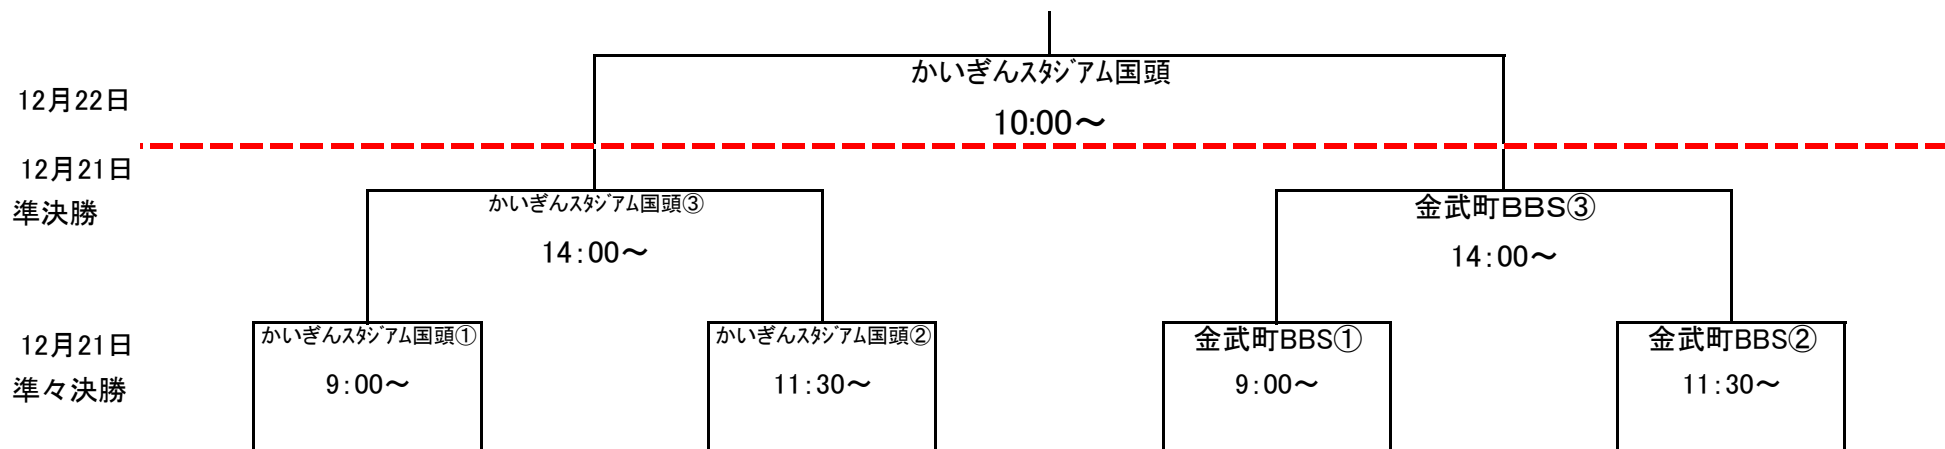 かいぎんｽﾀｼﾞｱﾑ国頭
12月22日
10:00～
12月21日
準決勝
かいぎんｽﾀｼﾞｱﾑ国頭③
金武町ＢＢＳ③
14：00～
14：00～
12月21日
準々決勝
かいぎんｽﾀｼﾞｱﾑ国頭①
かいぎんｽﾀｼﾞｱﾑ国頭②
金武町BBS①
金武町BBS②
9：00～
11：30～
9：00～
11：30～